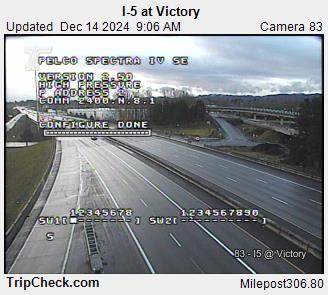 I-5 at Victory
Updated  Dec 14 2024  9:06 AM
Camera 83
PELCO SPECTRA IV SE
VERSION 2.50
HIGH PRESSURE
P ADDRESS 1
COMM 2400,N,8,1
CONFIGURE DONE
12345678 1234567890
SW1 SW2
S
83 - I5 @ Victory
TripCheck.com
Milepost306.80